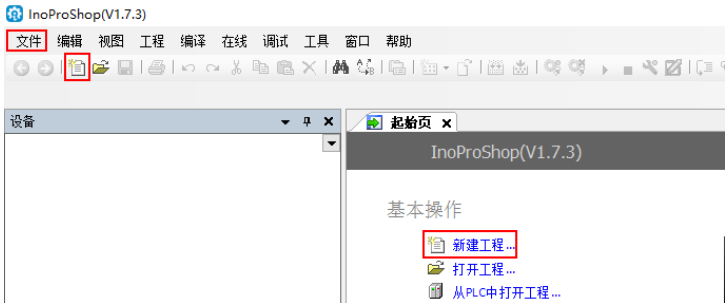 InoProShop(V1.7.3)
文件 编辑 视图 工程 编译 在线 调试 工具 窗口 帮助
设备
起始页
InoProShop(V1.7.3)
基本操作
新建工程...
打开工程...
从PLC中打开工程...